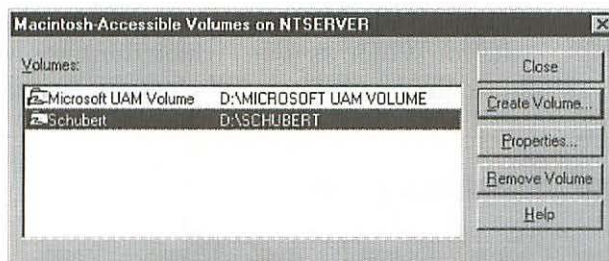 Macintosh-Accessible Volumes on NTSERVER
Volumes:
Microsoft UAM Volume D:\MICROSOFT UAM VOLUME
Schubert D:\SCHUBERT
Close
Create Volume...
Properties...
Remove Volume
Help